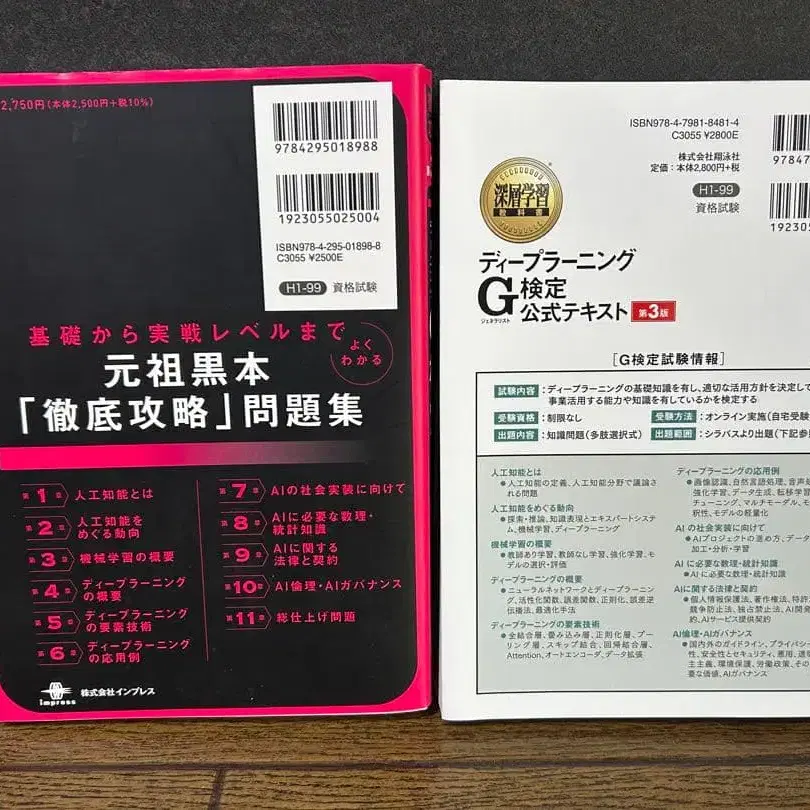 2,750円(本体2,500円+税10%)
9784295018988
1923055025004
ISBN978-4-295-01898-8
C3055 ¥2500E
H1-99 資格試験
基礎から実戦レベルまで
よく
わかる
元祖黒本
「徹底攻略」問題集
第1章 人工知能とは
第2章 人工知能を
めぐる動向
第3章 機械学習の概要
第4章 ディープラーニング
の概要
第5章 ディープラーニング
の要素技術
第6章 ディープラーニング
の応用例
第7章 AIの社会実装に向けて
第8章 AIに必要な数理・
統計知識
第9章 AIに関する
法律と契約
第10章 AI倫理・AIガバナンス
第11章 総仕上げ問題
impress
株式会社インプレス
ISBN978-4-7981-8481-4
C3055 ¥2800E
株式会社翔泳社
定価:本体2,800円+税
H1-99
資格試験
9784
19230
深層学習
教科書
ディープラーニング
G検定
ジェネラリスト
公式テキスト 第3版
[G検定試験情報]
試験内容:ディープラーニングの基礎知識を有し、適切な活用方針を決定して
事業活用する能力や知識を有しているかを検定する
受験資格:制限なし
受験方法:オンライン実施(自宅受験
出題内容:知識問題(多肢選択式)
出題範囲:シラバスより出題(下記参
人工知能とは
●人工知能の定義、人工知能分野で議論さ
れる問題
人工知能をめぐる動向
●探索・推論、知識表現とエキスパートシステ
ム、機械学習、ディープラーニング
機械学習の概要
●教師あり学習、教師なし学習、強化学習、モ
デルの選択・評価
ディープラーニングの概要
●ニューラルネットワークとディープラーニン
グ、活性化関数、誤差関数、正則化、誤差逆
伝播法、最適化手法
ディープラーニングの要素技術
●全結合層、畳み込み層、正規化層、プー
リング層、スキップ結合、回帰結合層、
Attention、オートエンコーダ、データ拡張
ディープラーニングの応用例
●画像認識、自然言語処理、音声処
強化学習、データ生成、転移学習
チューニング、マルチモーダル、モ
釈性、モデルの軽量化
AIの社会実装に向けて
●AIプロジェクトの進め方、データ
加工・分析・学習
AIに必要な数理・統計知識
●AIに必要な数理・統計知識
AIに関する法律と契約
●個人情報保護法、著作権法、特許
競争防止法、独占禁止法、AI開発
約、AIサービス提供契約
AI倫理・AIガバナンス
●国内外のガイドライン、プライバシ
性、安全性とセキュリティ、悪用、透
主主義、環境保護、労働政策、その
要な価値、AIガバナンス